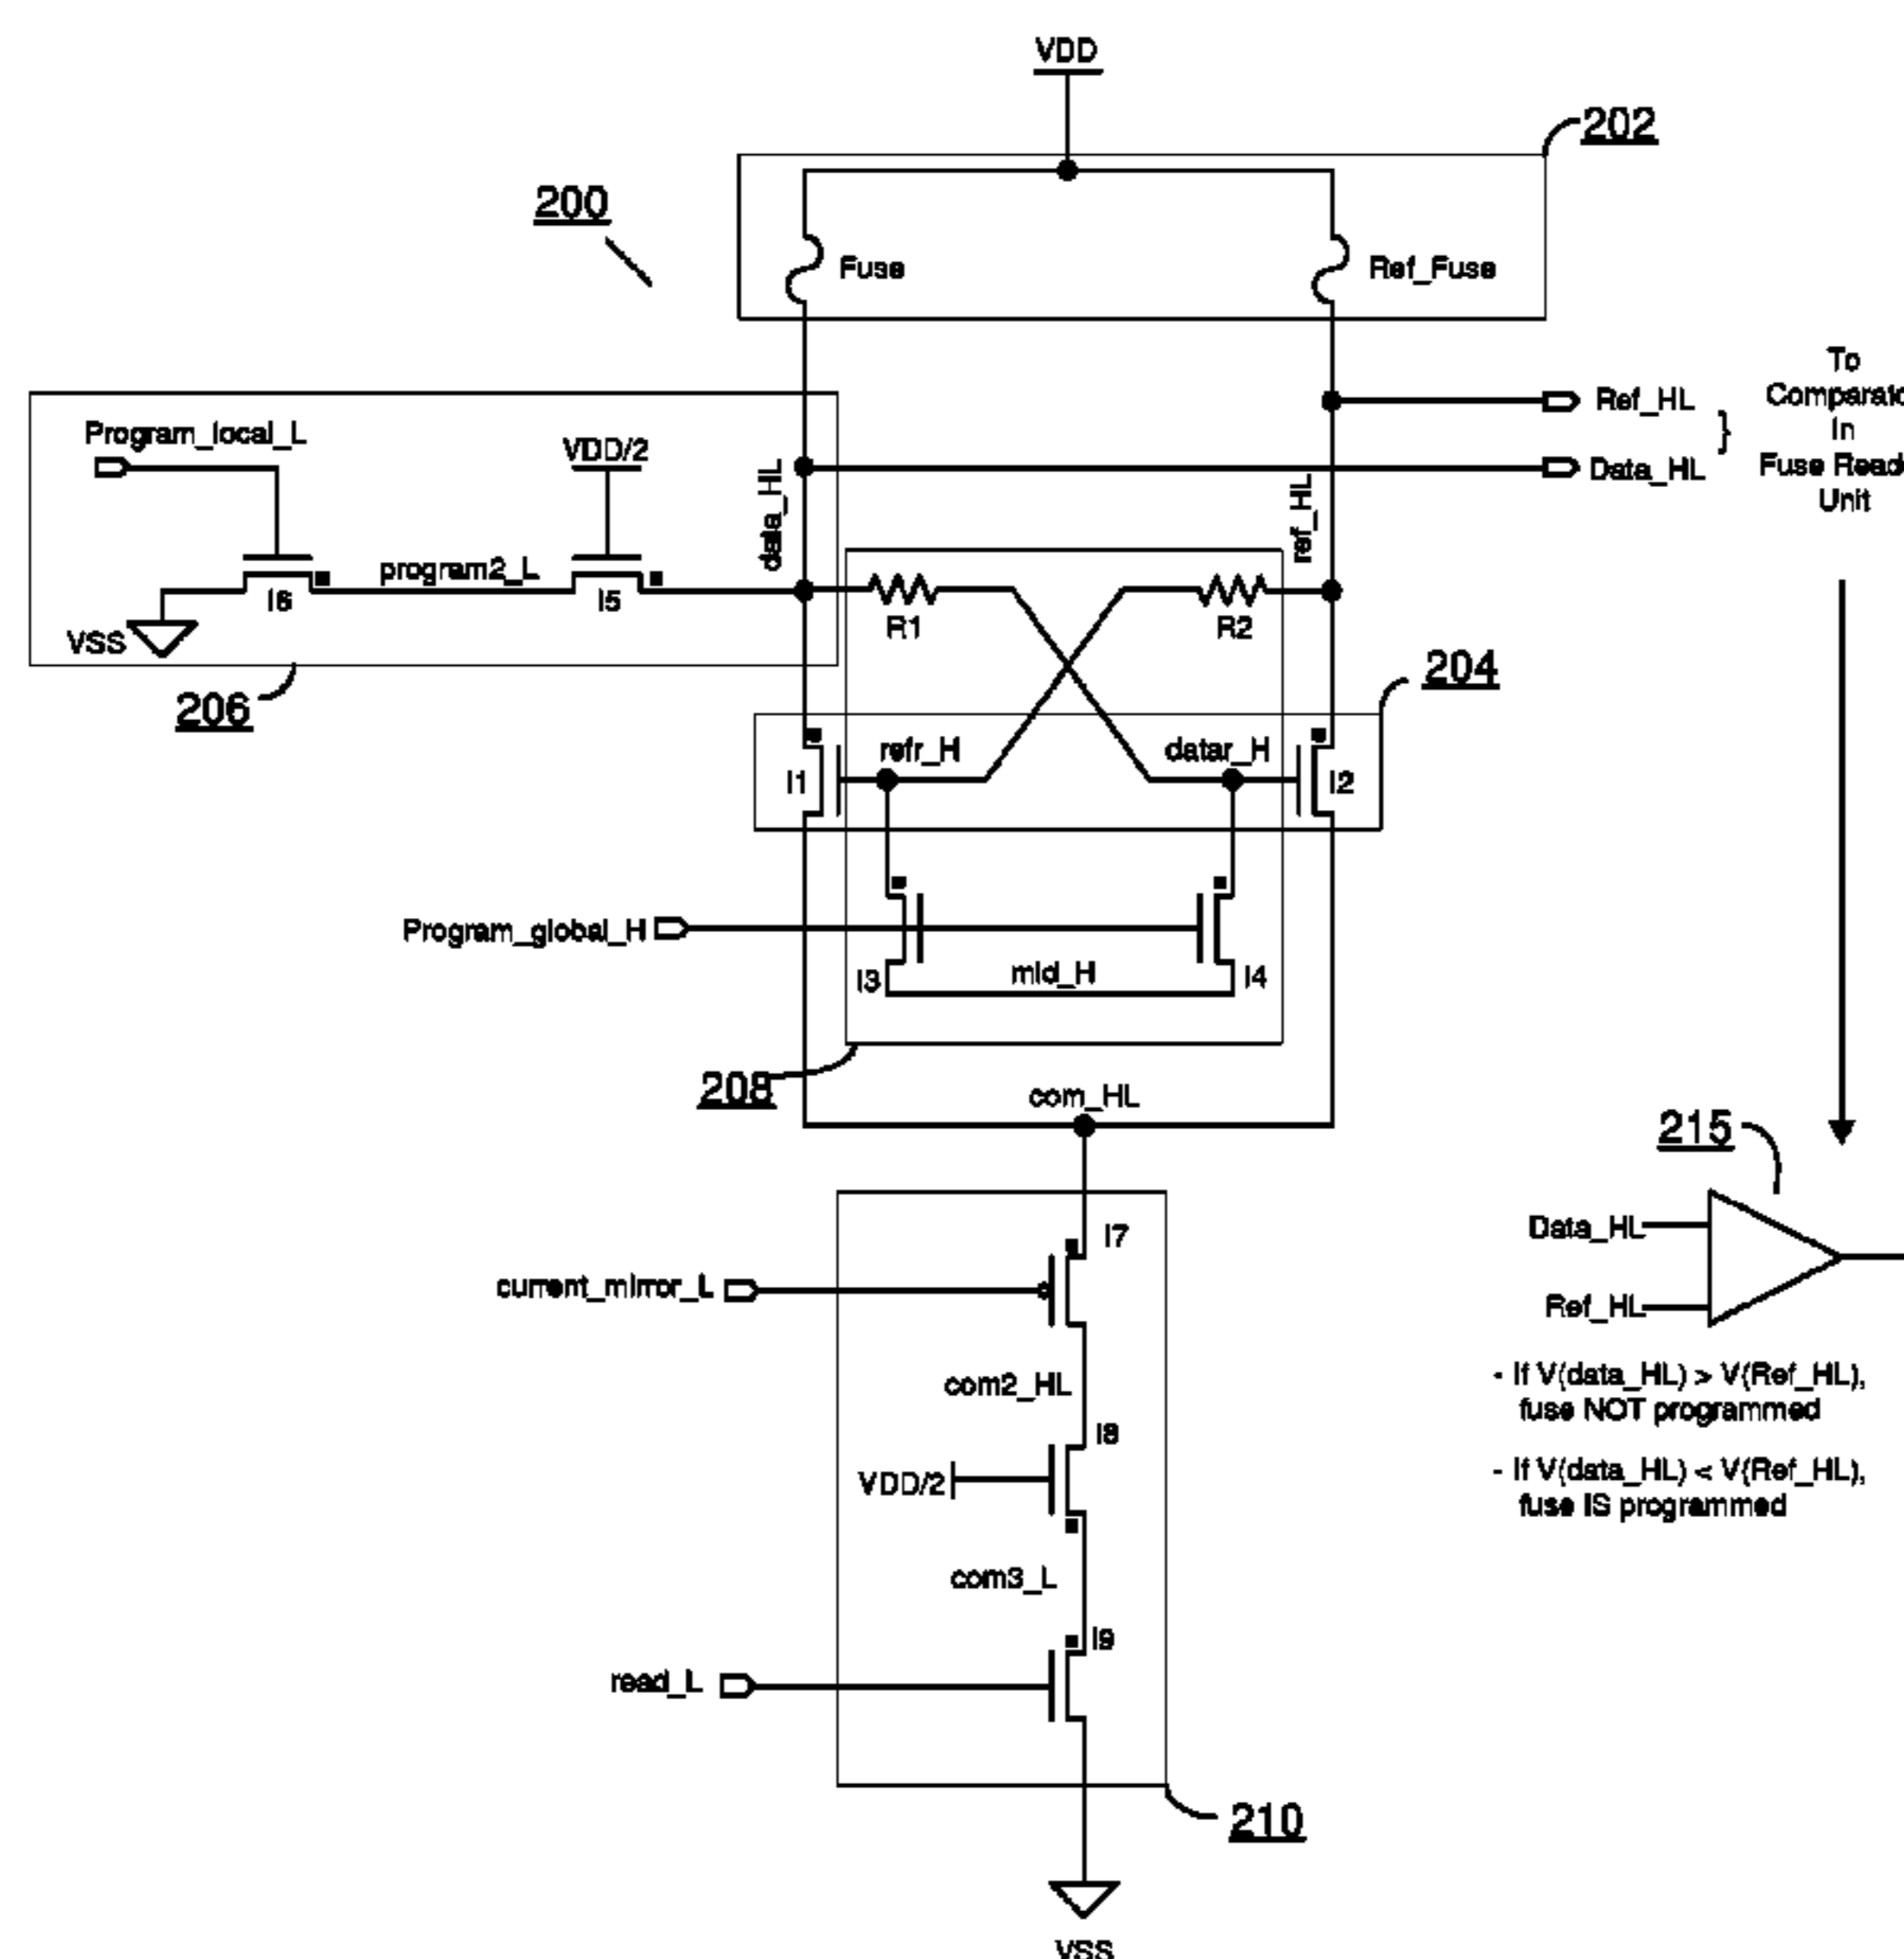 VDD
202
200
Fuse
Ref_Fuse
To
Ref_HL
}
In
Data_HL
Fuse
Unit
Program_local_L
VDD/2
data_HL
ref_HL
program2_L
I6
I5
VSS
R1
R2
206
204
refr_H
datar_H
I1
I2
Program_global_H
I3
mid_H
I4
208
com_HL
215
I7
Data_HL
current_mirror_L
Ref_HL
com2_HL
- If V(data_HL) > V(Ref_HL),
fuse NOT programmed
I8
VDD/2
- If V(data_HL) < V(Ref_HL),
fuse IS programmed
com3_L
I9
read_L
210
VSS